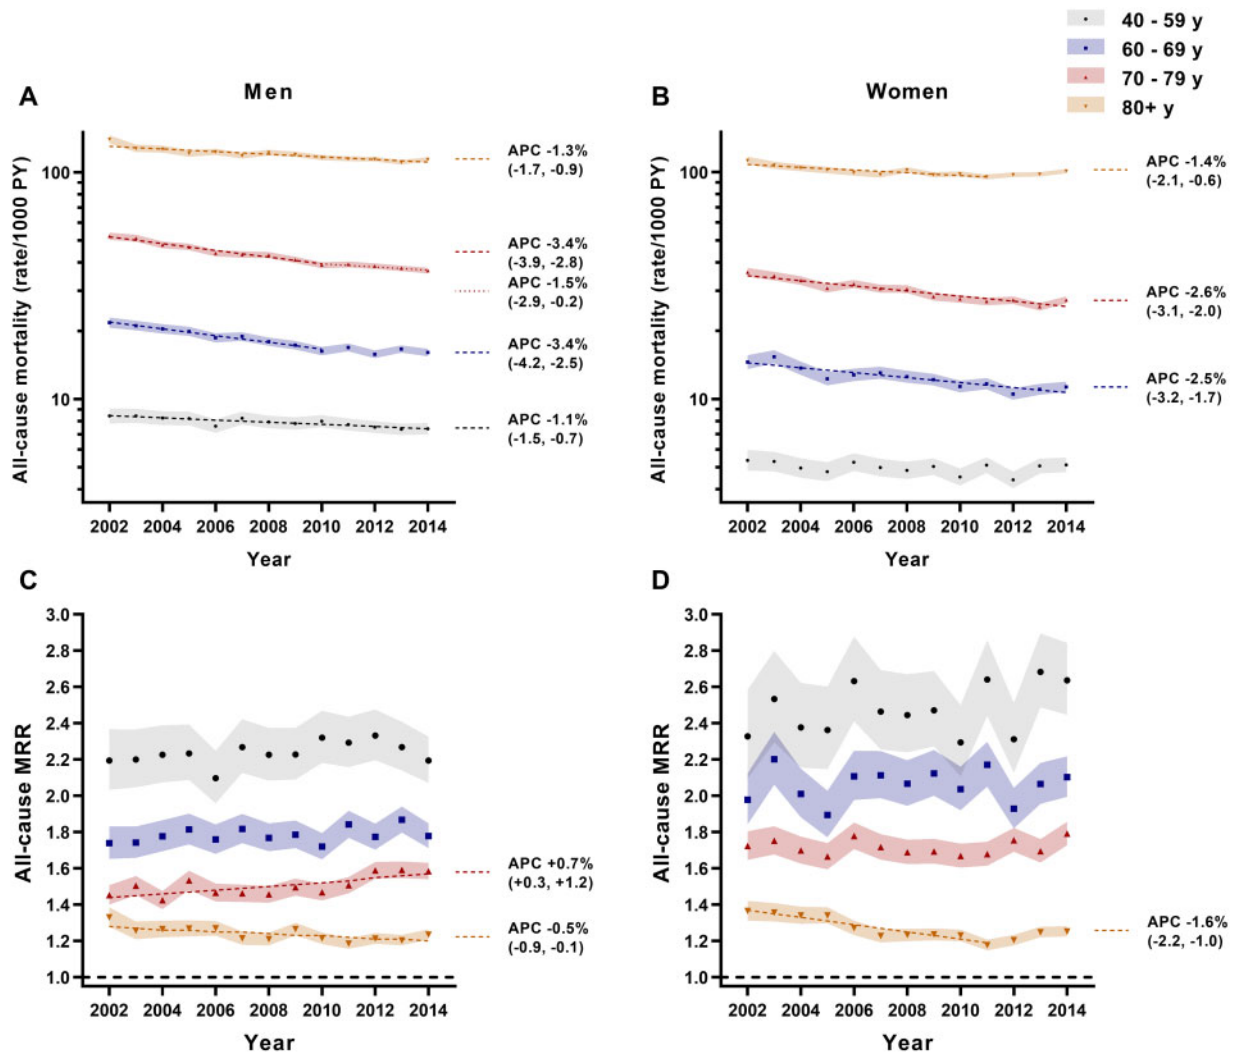 40 - 59 y
60 - 69 y
70 - 79 y
80+ y
A
Men
All-cause mortality (rate/1000 PY)
100
10
2002 2004 2006 2008 2010 2012 2014
Year
APC -1.3%
(-1.7, -0.9)
APC -3.4%
(-3.9, -2.8)
APC -1.5%
(-2.9, -0.2)
APC -3.4%
(-4.2, -2.5)
APC -1.1%
(-1.5, -0.7)
B
Women
All-cause mortality (rate/1000 PY)
100
10
2002 2004 2006 2008 2010 2012 2014
Year
APC -1.4%
(-2.1, -0.6)
APC -2.6%
(-3.1, -2.0)
APC -2.5%
(-3.2, -1.7)
C
All-cause MRR
3.0
2.8
2.6
2.4
2.2
2.0
1.8
1.6
1.4
1.2
1.0
2002 2004 2006 2008 2010 2012 2014
Year
APC +0.7%
(+0.3, +1.2)
APC -0.5%
(-0.9, -0.1)
D
All-cause MRR
3.0
2.8
2.6
2.4
2.2
2.0
1.8
1.6
1.4
1.2
1.0
2002 2004 2006 2008 2010 2012 2014
Year
APC -1.6%
(-2.2, -1.0)